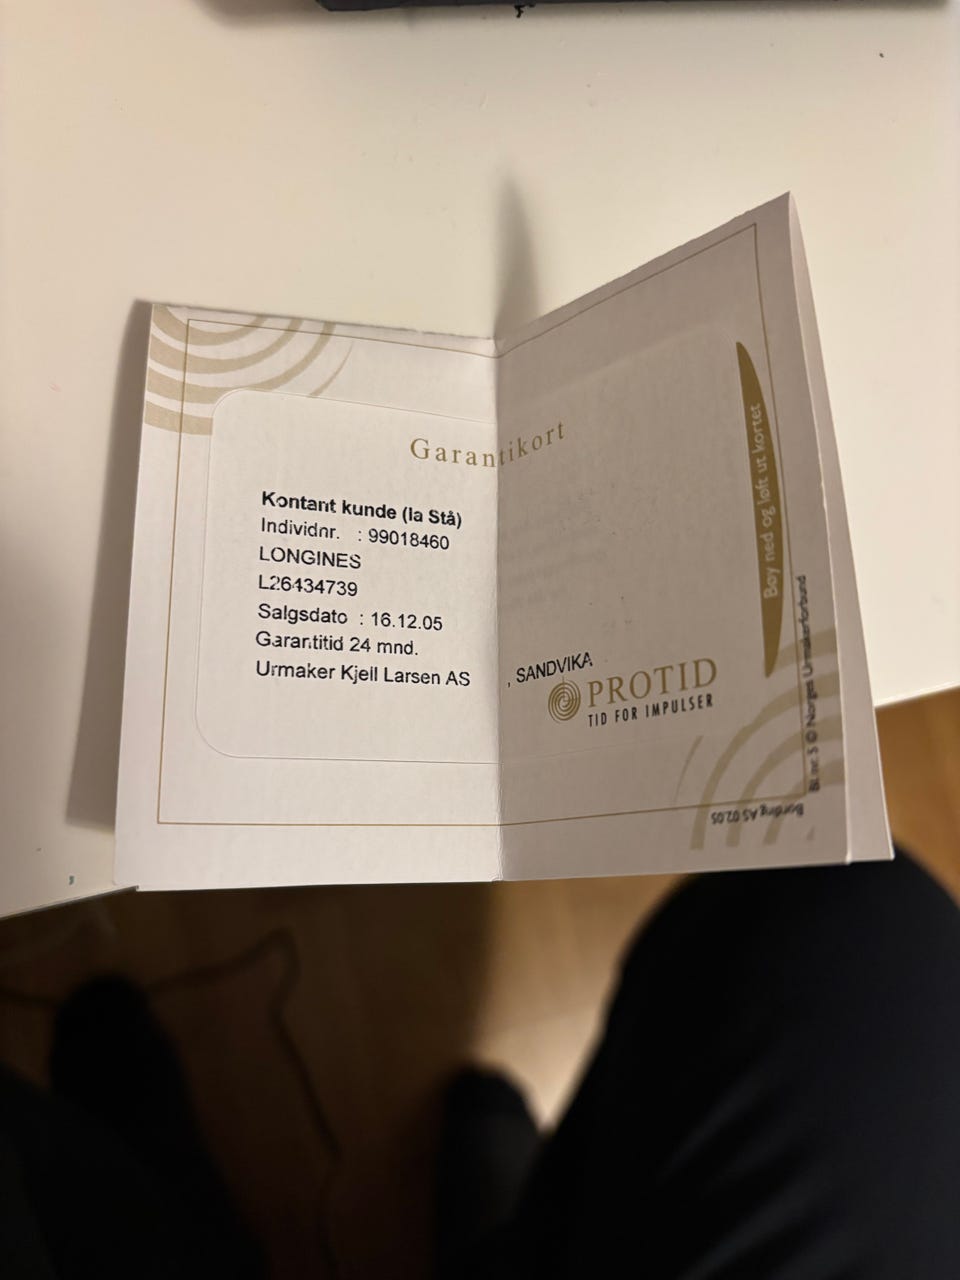 Garantikort
Kontant kunde (la Stå)
Individnr. : 99018460
LONGINES
L26434739
Salgsdato : 16.12.05
Garantitid 24 mnd.
Urmaker Kjell Larsen AS , SANDVIKA
PROTID
TID FOR IMPULSER
Bøy ned og løft ut kortet
Bl.nr. 5 © Norges Urmakerforbund
Bording AS 02.05